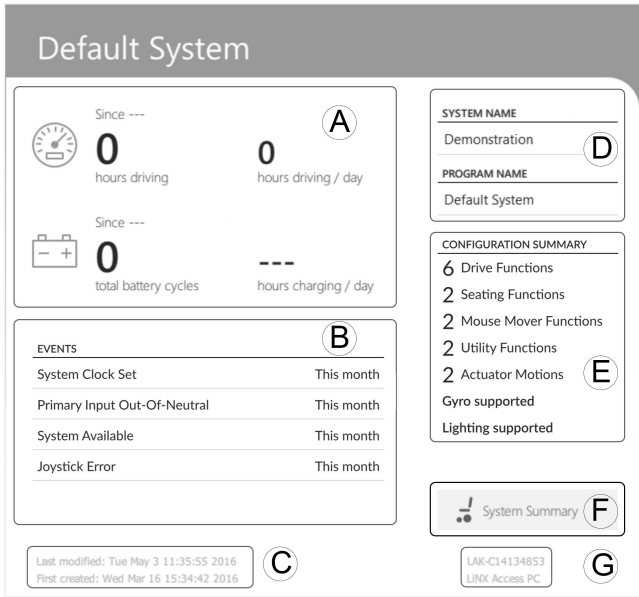 Default System
Since ---
A
0
0
hours driving
hours driving / day
Since ---
- +
0
---
total battery cycles
hours charging / day
B
EVENTS
System Clock Set This month
Primary Input Out-Of-Neutral This month
System Available This month
Joystick Error This month
Last modified: Tue May 3 11:35:55 2016
First created: Wed Mar 16 15:34:42 2016
C
SYSTEM NAME
Demonstration
D
PROGRAM NAME
Default System
CONFIGURATION SUMMARY
6 Drive Functions
2 Seating Functions
2 Mouse Mover Functions
2 Utility Functions
2 Actuator Motions
E
Gyro supported
Lighting supported
System Summary
F
LAK-C14134853
LiNX Access PC
G